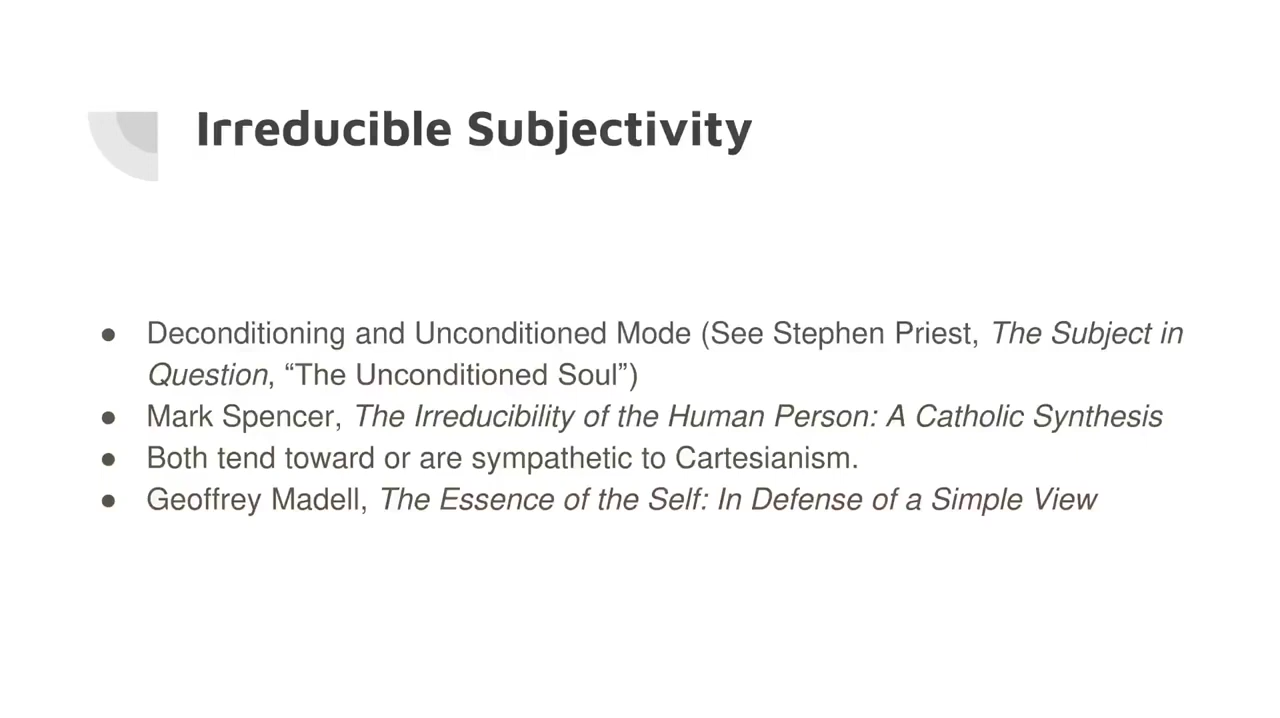 Irreducible Subjectivity
● Deconditioning and Unconditioned Mode (See Stephen Priest, The Subject in
Question, “The Unconditioned Soul”)
● Mark Spencer, The Irreducibility of the Human Person: A Catholic Synthesis
● Both tend toward or are sympathetic to Cartesianism.
● Geoffrey Madell, The Essence of the Self: In Defense of a Simple View